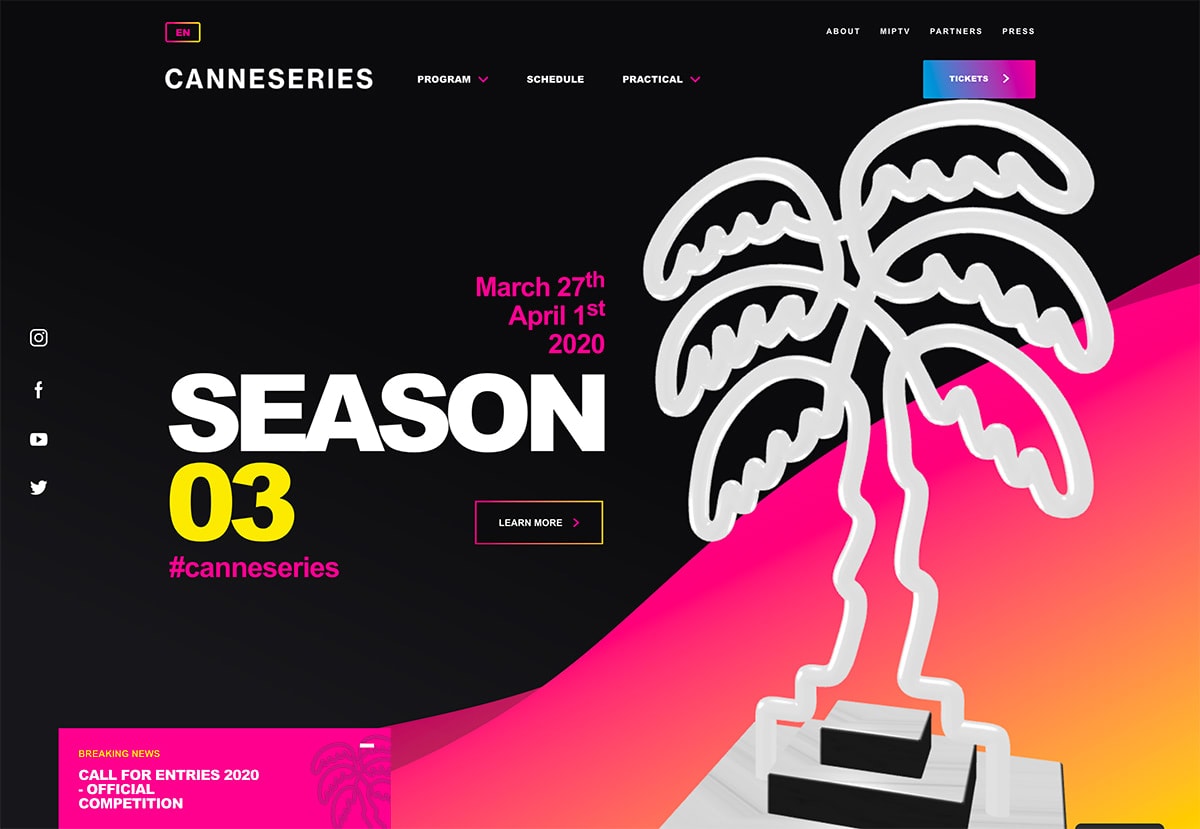 EN
ABOUT MIPTV PARTNERS PRESS
CANNESERIES PROGRAM SCHEDULE PRACTICAL TICKETS
March 27th
April 1st
2020
SEASON
03
LEARN MORE
#canneseries
BREAKING NEWS
CALL FOR ENTRIES 2020
- OFFICIAL
COMPETITION